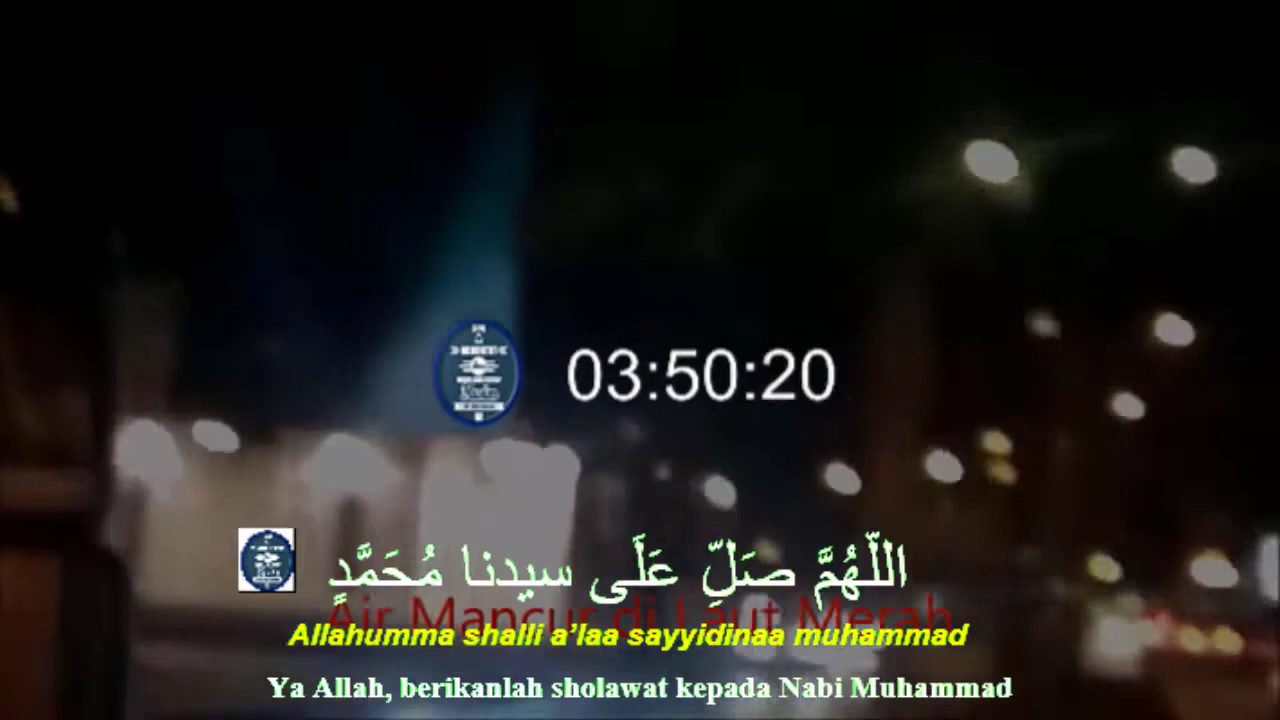 03:50:20
اللّهُمَّ صَلِّ عَلَى سيدنا مُحَمَّدٍ
Air Mancur di Laut Merah
Allahumma shalli a’laa sayyidinaa muhammad
Ya Allah, berikanlah sholawat kepada Nabi Muhammad